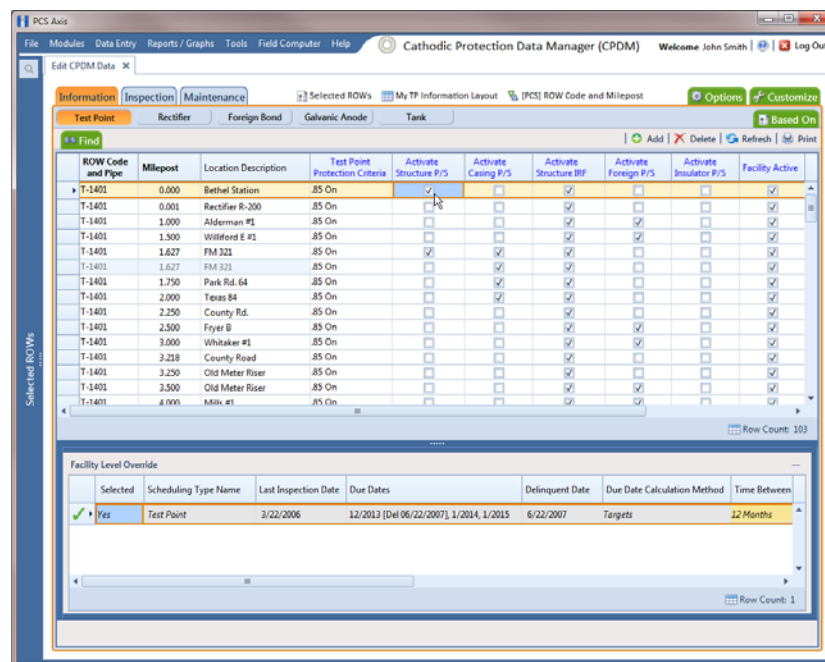 PCS Axis
File Modules Data Entry Reports / Graphs Tools Field Computer Help Cathodic Protection Data Manager (CPDM) Welcome John Smith Log Ou
Edit CPDM Data
Information Inspection Maintenance Selected ROWs My TP Information Layout [PCS] ROW Code and Milepost Options Customize
Test Point Rectifier Foreign Bond Galvanic Anode Tank Based On
Find Add Delete Refresh Print
ROW Code and Pipe Milepost Location Description Test Point Protection Criteria Activate Structure P/S Activate Casing P/S Activate Structure IRF Activate Foreign P/S Activate Insulator P/S Facility Active
T-1401 0.000 Bethel Station .85 On
T-1401 0.001 Rectifier R-200 .85 On
T-1401 1.000 Alderman #1 .85 On
T-1401 1.500 Williford E #1 .85 On
T-1401 1.627 FM 321 .85 On
T-1401 1.627 FM 321 .85 On
T-1401 1.750 Park Rd. 64 .85 On
T-1401 2.000 Texas 84 .85 On
T-1401 2.250 County Rd. .85 On
T-1401 2.500 Fryer B .85 On
T-1401 3.000 Whitaker #1 .85 On
T-1401 3.218 County Road .85 On
T-1401 3.250 Old Meter Riser .85 On
T-1401 3.500 Old Meter Riser .85 On
T-1401 4.000 Mills #1 .85 On
Row Count: 103
Selected ROWs
Facility Level Override
Selected Scheduling Type Name Last Inspection Date Due Dates Delinquent Date Due Date Calculation Method Time Between
Yes Test Point 3/22/2006 12/2013 [Del 06/22/2007], 1/2014, 1/2015 6/22/2007 Targets 12 Months
Row Count: 1